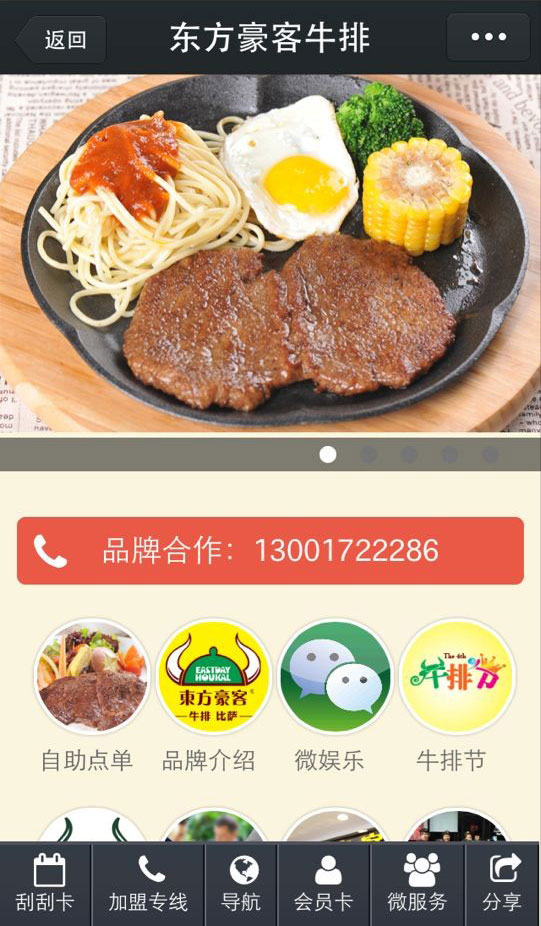 返回
东方豪客牛排
品牌合作：13001722286
EASTDAY
HOUKAL
東方豪客®
牛排 比萨
The 4th
牛排节
自助点单
品牌介绍
微娱乐
牛排节
刮刮卡
加盟专线
导航
会员卡
微服务
分享